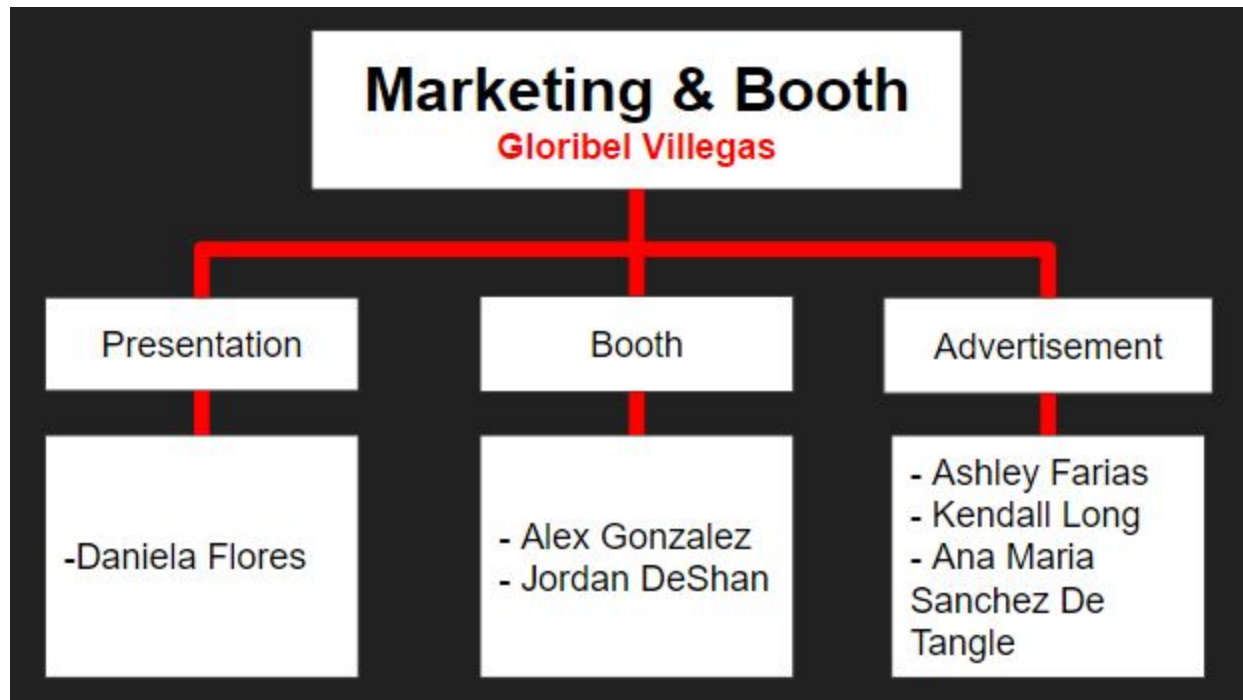 Marketing & Booth
Gloribel Villegas
Presentation
Booth
Advertisement
-Daniela Flores
- Alex Gonzalez
- Jordan DeShan
- Ashley Farias
- Kendall Long
- Ana Maria
Sanchez De
Tangle